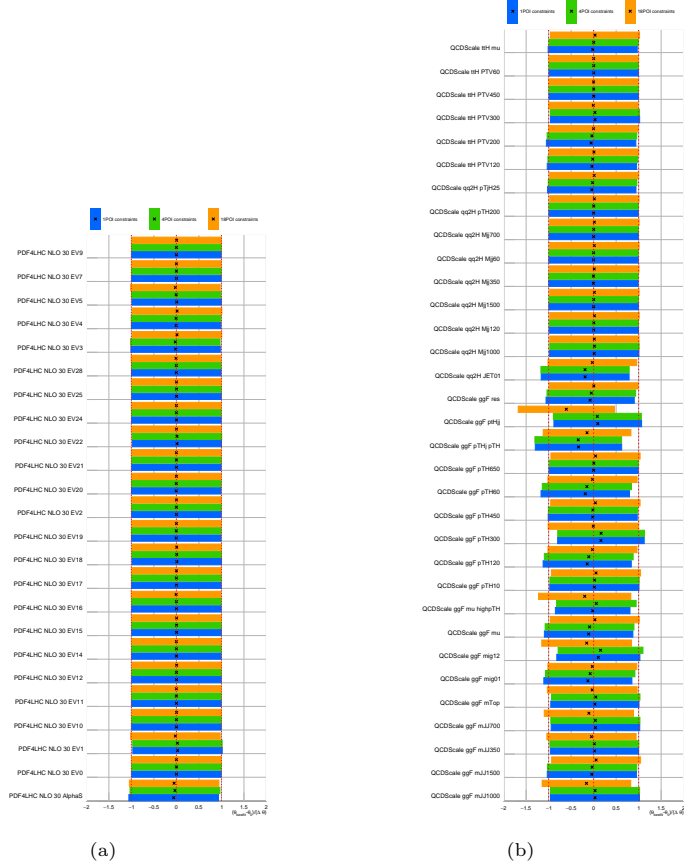 1POI constraints 4POI constraints 18POI constraints
PDF4LHC NLO 30 EV9
PDF4LHC NLO 30 EV7
PDF4LHC NLO 30 EV5
PDF4LHC NLO 30 EV4
PDF4LHC NLO 30 EV3
PDF4LHC NLO 30 EV28
PDF4LHC NLO 30 EV25
PDF4LHC NLO 30 EV24
PDF4LHC NLO 30 EV22
PDF4LHC NLO 30 EV21
PDF4LHC NLO 30 EV20
PDF4LHC NLO 30 EV2
PDF4LHC NLO 30 EV19
PDF4LHC NLO 30 EV18
PDF4LHC NLO 30 EV17
PDF4LHC NLO 30 EV16
PDF4LHC NLO 30 EV15
PDF4LHC NLO 30 EV14
PDF4LHC NLO 30 EV12
PDF4LHC NLO 30 EV11
PDF4LHC NLO 30 EV10
PDF4LHC NLO 30 EV1
PDF4LHC NLO 30 EV0
PDF4LHC NLO 30 AlphaS
−2 −1.5 −1 −0.5 0 0.5 1 1.5 2
(a)
1POI constraints 4POI constraints 18POI constraints
QCDScale ttH mu
QCDScale ttH PTV60
QCDScale ttH PTV450
QCDScale ttH PTV300
QCDScale ttH PTV200
QCDScale ttH PTV120
QCDScale qq2H pTjH25
QCDScale qq2H pTH200
QCDScale qq2H Mjj700
QCDScale qq2H Mjj60
QCDScale qq2H Mjj350
QCDScale qq2H Mjj1500
QCDScale qq2H Mjj120
QCDScale qq2H Mjj1000
QCDScale qq2H JET01
QCDScale ggF res
QCDScale ggF ptHjj
QCDScale ggF pTHj pTH
QCDScale ggF pTH650
QCDScale ggF pTH60
QCDScale ggF pTH450
QCDScale ggF pTH300
QCDScale ggF pTH120
QCDScale ggF pTH10
QCDScale ggF mu highpTH
QCDScale ggF mu
QCDScale ggF mig12
QCDScale ggF mig01
QCDScale ggF mTop
QCDScale ggF mJJ700
QCDScale ggF mJJ350
QCDScale ggF mJJ1500
QCDScale ggF mJJ1000
−2 −1.5 −1 −0.5 0 0.5 1 1.5 2
(b)